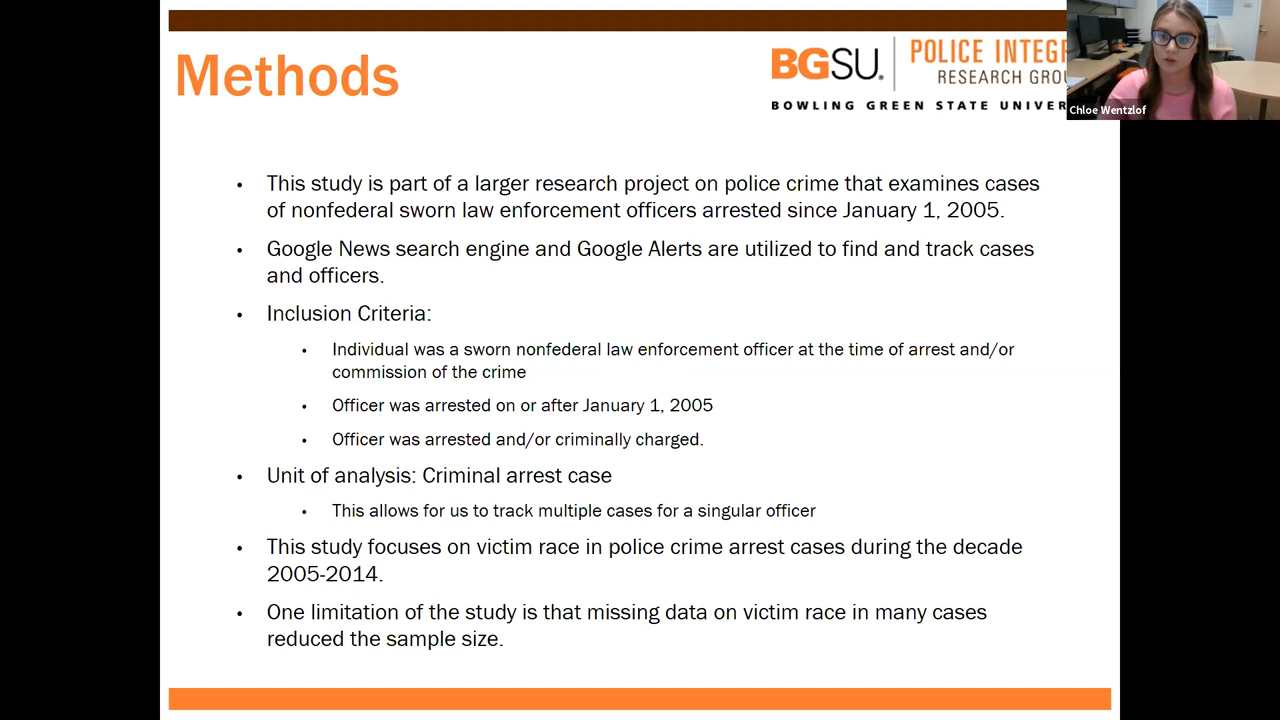 Methods
BGSU®
POLICE INTEGR
RESEARCH GROU
BOWLING GREEN STATE UNIVER
Chloe Wentzlof
• This study is part of a larger research project on police crime that examines cases
of nonfederal sworn law enforcement officers arrested since January 1, 2005.
• Google News search engine and Google Alerts are utilized to find and track cases
and officers.
• Inclusion Criteria:
• Individual was a sworn nonfederal law enforcement officer at the time of arrest and/or
commission of the crime
• Officer was arrested on or after January 1, 2005
• Officer was arrested and/or criminally charged.
• Unit of analysis: Criminal arrest case
• This allows for us to track multiple cases for a singular officer
• This study focuses on victim race in police crime arrest cases during the decade
2005-2014.
• One limitation of the study is that missing data on victim race in many cases
reduced the sample size.